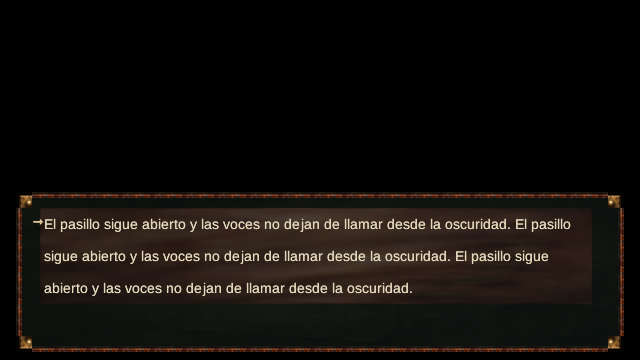 El pasillo sigue abierto y las voces no dejan de llamar desde la oscuridad. El pasillo
sigue abierto y las voces no dejan de llamar desde la oscuridad. El pasillo sigue
abierto y las voces no dejan de llamar desde la oscuridad.